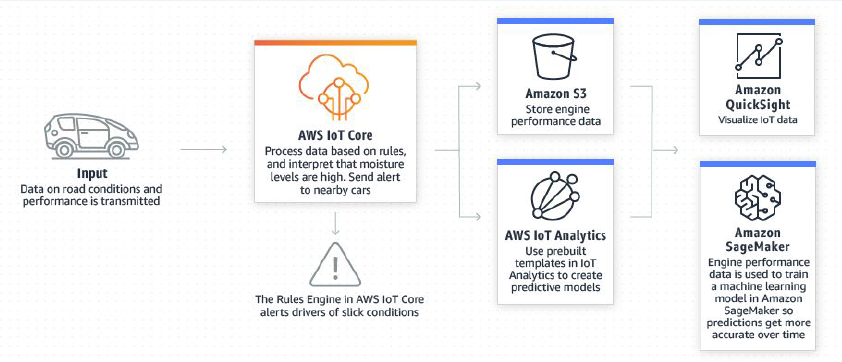 Input
Data on road conditions and
performance is transmitted
AWS IoT Core
Process data based on rules,
and interpret that moisture
levels are high. Send alert
to nearby cars
The Rules Engine in AWS IoT Core
alerts drivers of slick conditions
Amazon S3
Store engine
performance data
AWS IoT Analytics
Use prebuilt
templates in IoT
Analytics to create
predictive models
Amazon
QuickSight
Visualize IoT data
Amazon
SageMaker
Engine performance
data is used to train
a machine learning
model in Amazon
SageMaker so
predictions get more
accurate over time